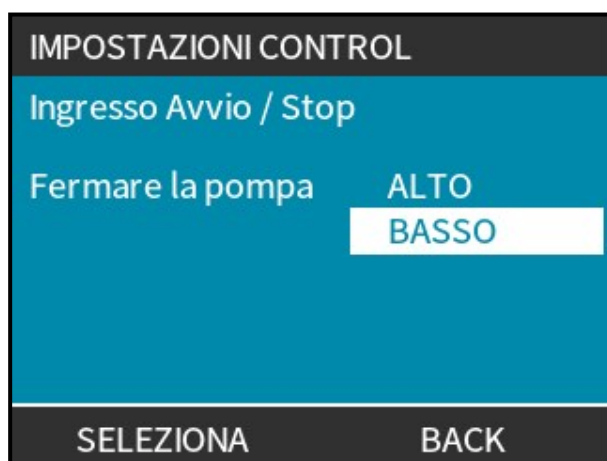 IMPOSTAZIONI CONTROL
Ingresso Avvio / Stop
Fermare la pompa ALTO
BASSO
SELEZIONA BACK